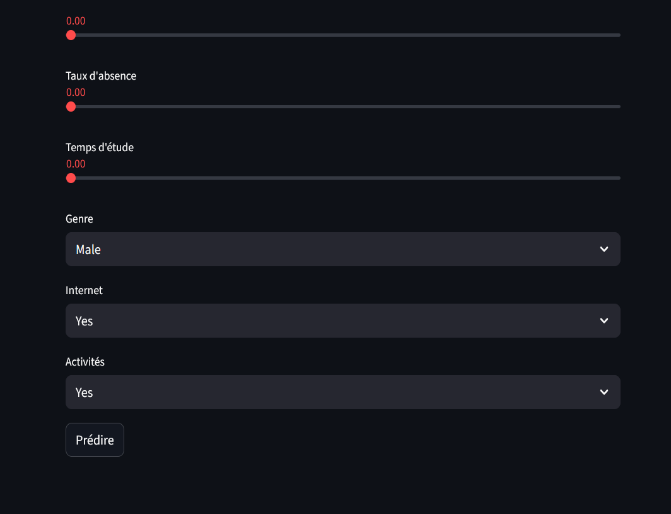 0.00
Taux d'absence
0.00
Temps d'étude
0.00
Genre
Male
Internet
Yes
Activités
Yes
Prédire